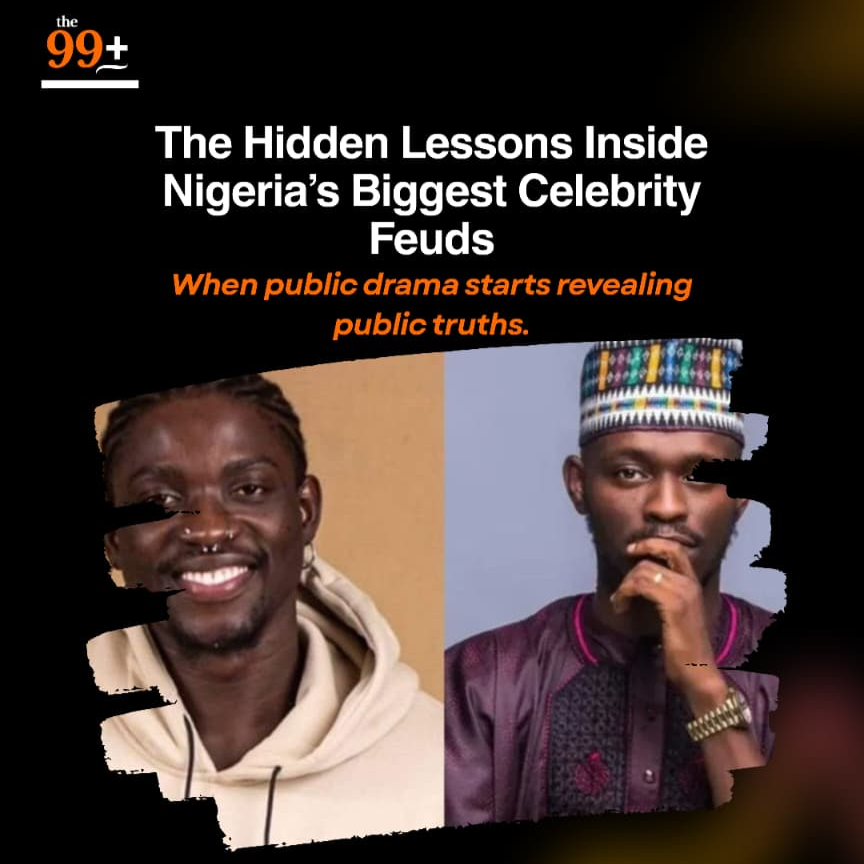 the
99+
The Hidden Lessons Inside
Nigeria’s Biggest Celebrity
Feuds
When public drama starts revealing
public truths.